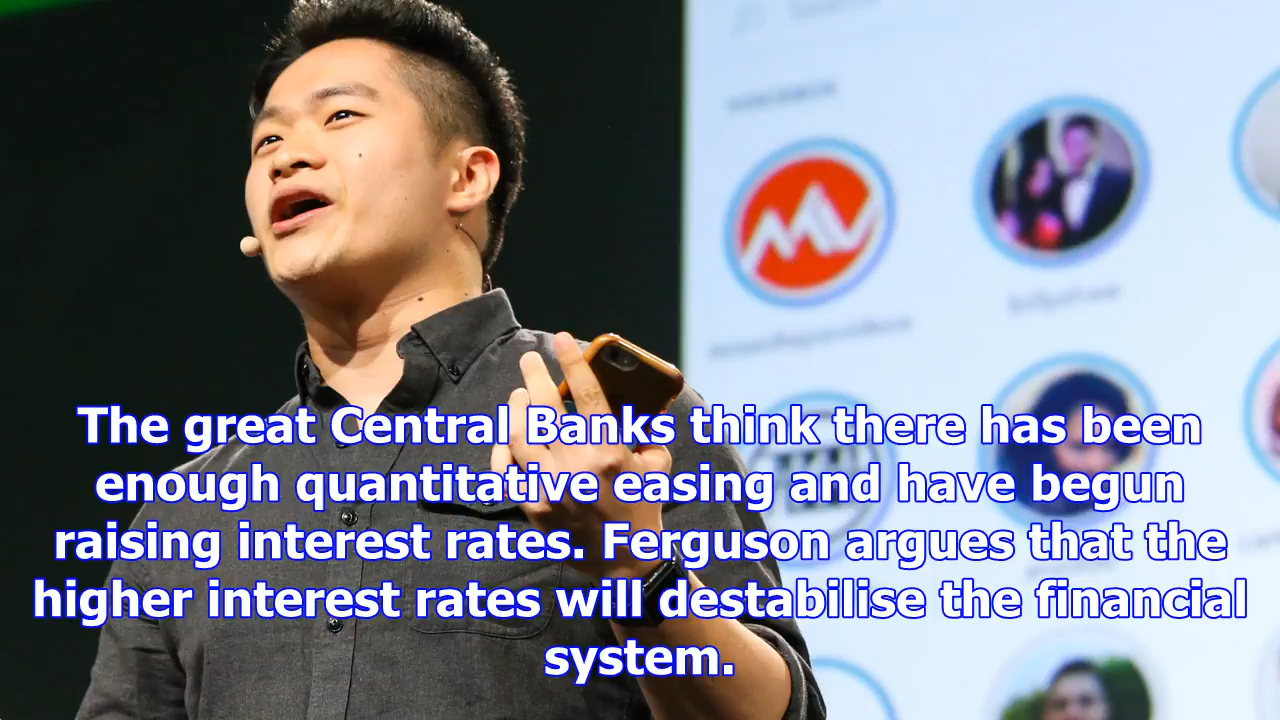 The great Central Banks think there has been
enough quantitative easing and have begun
raising interest rates. Ferguson argues that the
higher interest rates will destabilise the financial
system.